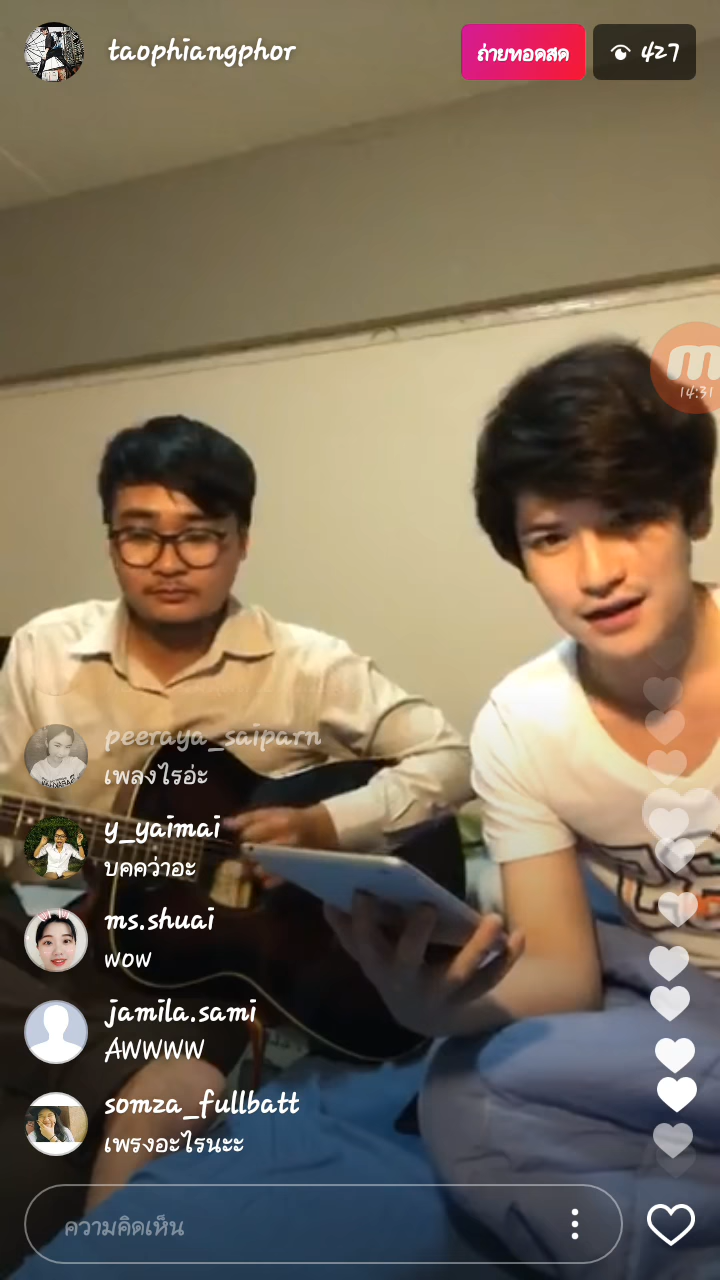 taophiangphor
ถ่ายทอดสด
427
m
14:31
peeraya_saiparn
เพลงไรอ่ะ
y_yaimai
บคคว่าอะ
ms.shuai
wow
jamila.sami
Awwww
somza_fullbatt
เพรงอะไรนะะ
ความคิดเห็น